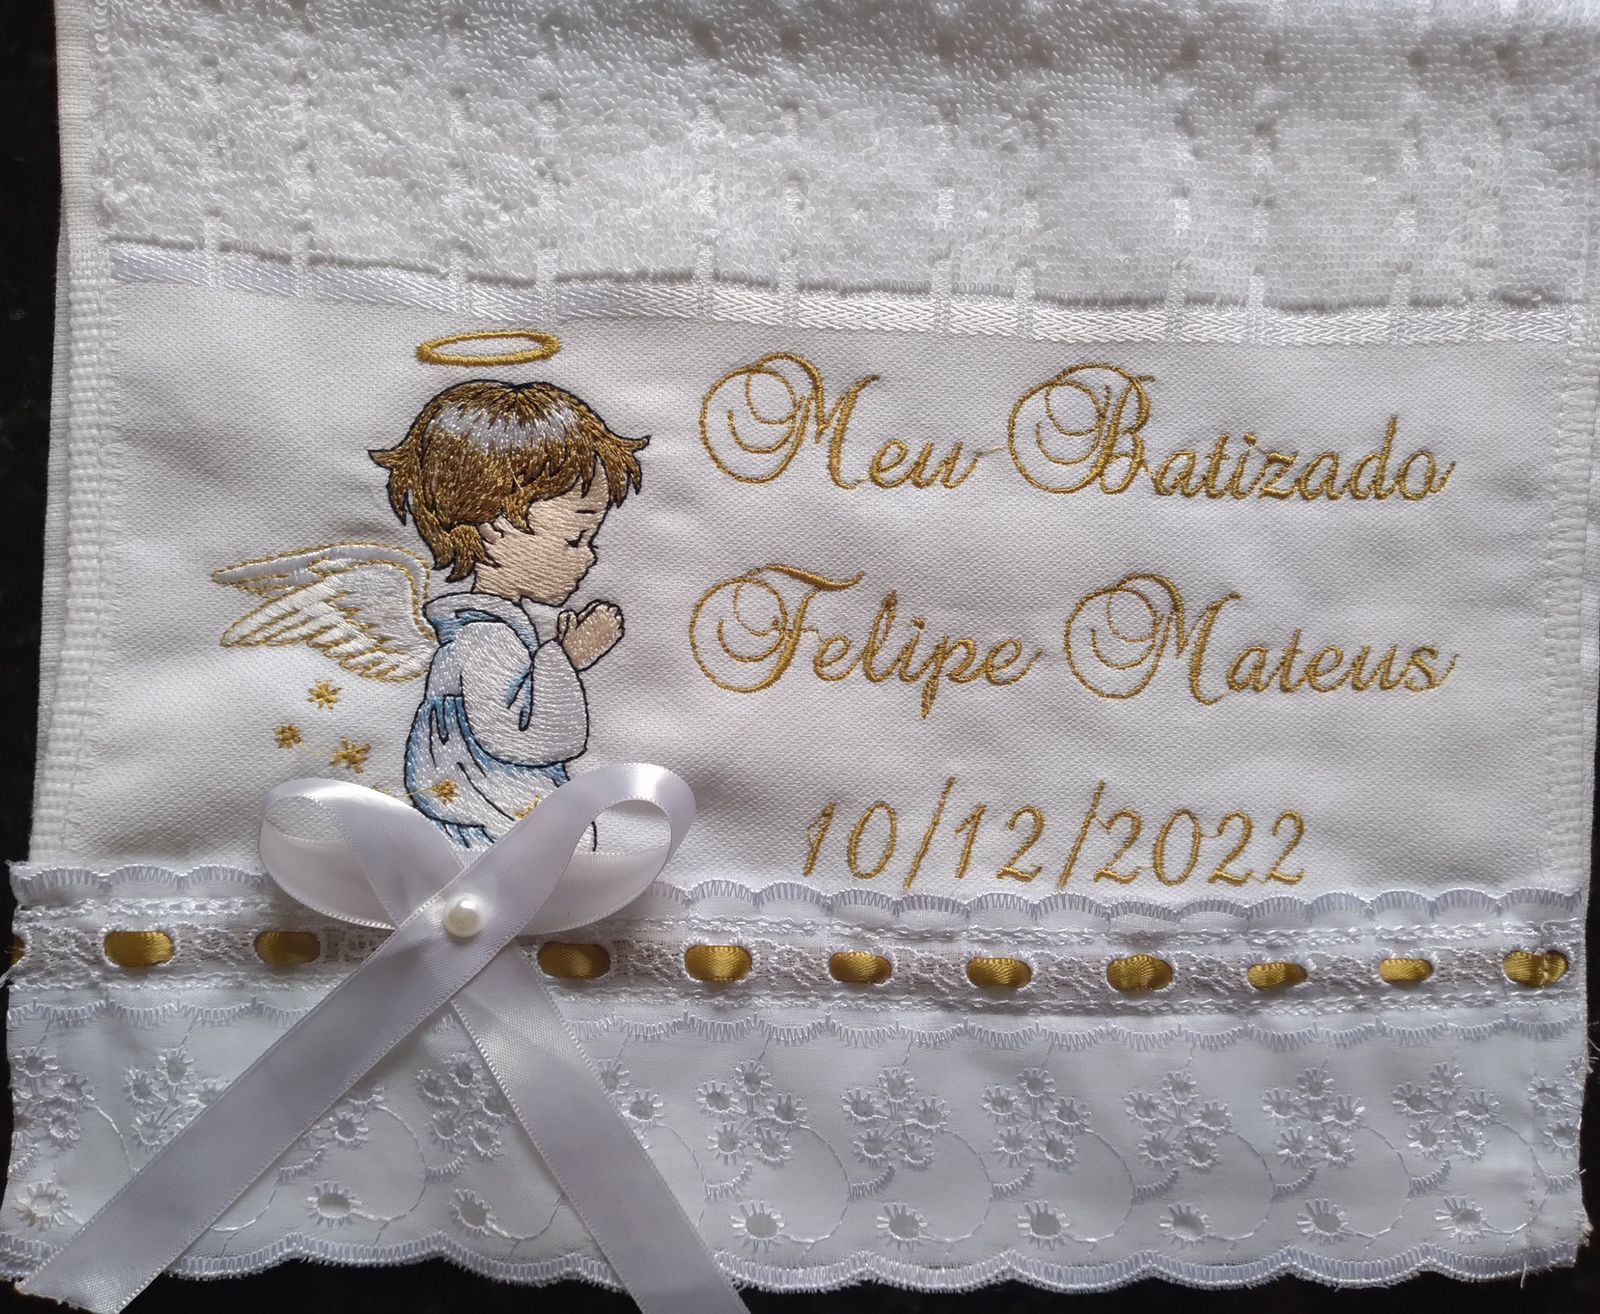 Meu Batizado
Felipe Mateus
10/12/2022